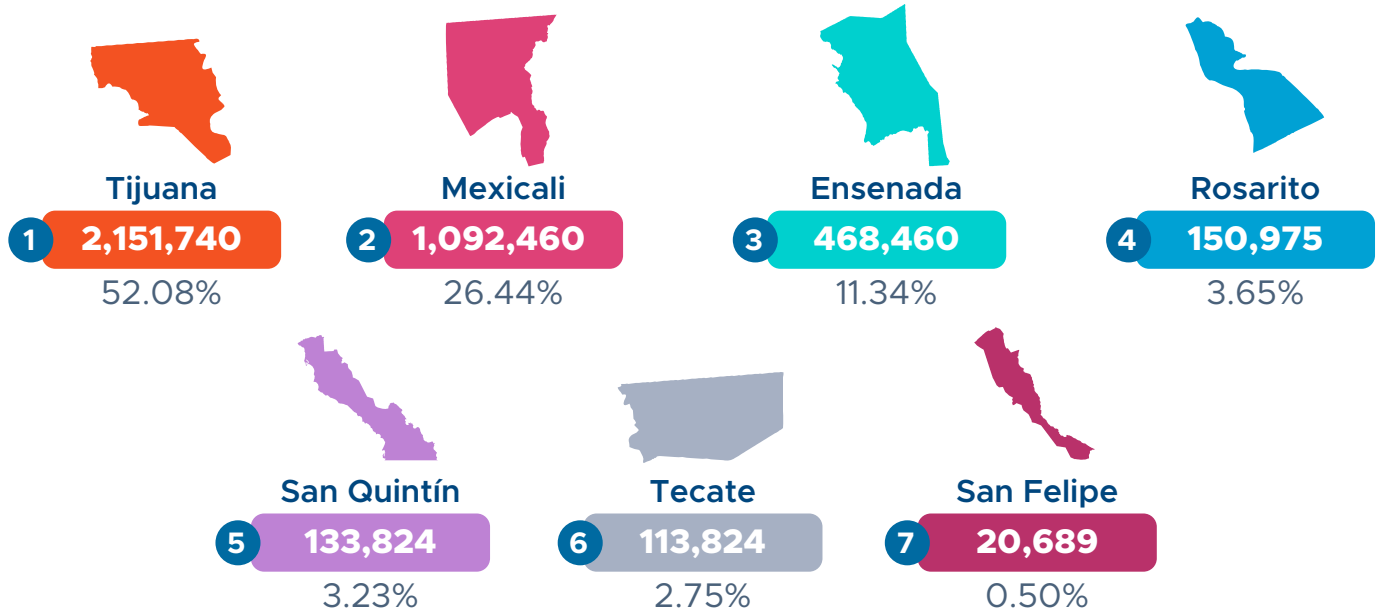 Tijuana
1 2,151,740
52.08%
Mexicali
2 1,092,460
26.44%
Ensenada
3 468,460
11.34%
Rosarito
4 150,975
3.65%
San Quintín
5 133,824
3.23%
Tecate
6 113,824
2.75%
San Felipe
7 20,689
0.50%